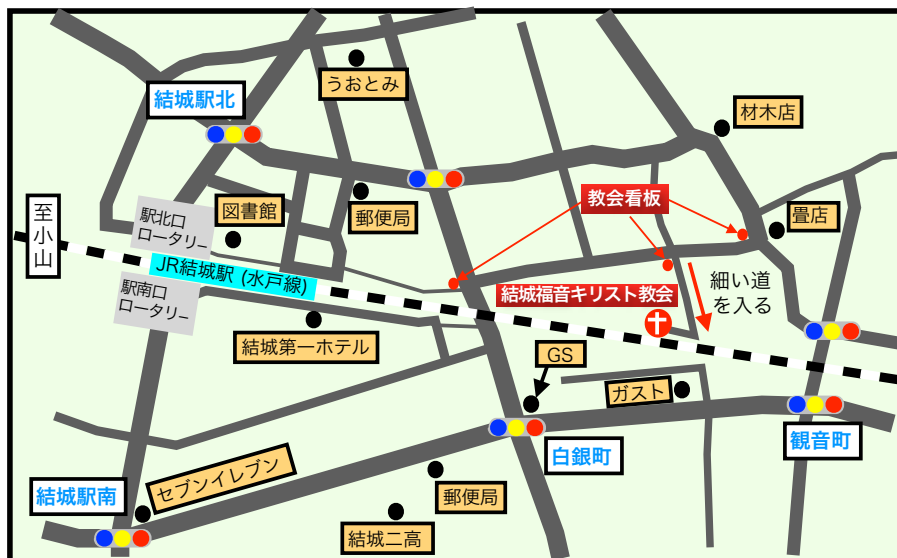 うおとみ
結城駅北
材木店
教会看板
至小山
駅北口
ロータリー
図書館
郵便局
畳店
JR結城駅 (水戸線)
駅南口
ロータリー
結城福音キリスト教会
細い道
を入る
結城第一ホテル
GS
ガスト
白銀町
観音町
セブンイレブン
結城駅南
郵便局
結城二高